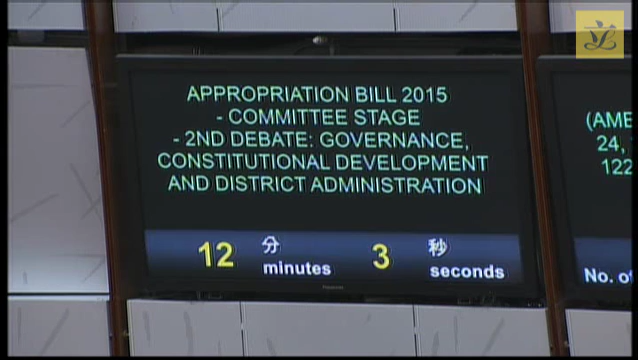 APPROPRIATION BILL 2015
- COMMITTEE STAGE
- 2ND DEBATE: GOVERNANCE,
CONSTITUTIONAL DEVELOPMENT
AND DISTRICT ADMINISTRATION
12 分 minutes 3 秒 seconds
(AME
24,
122
No. of